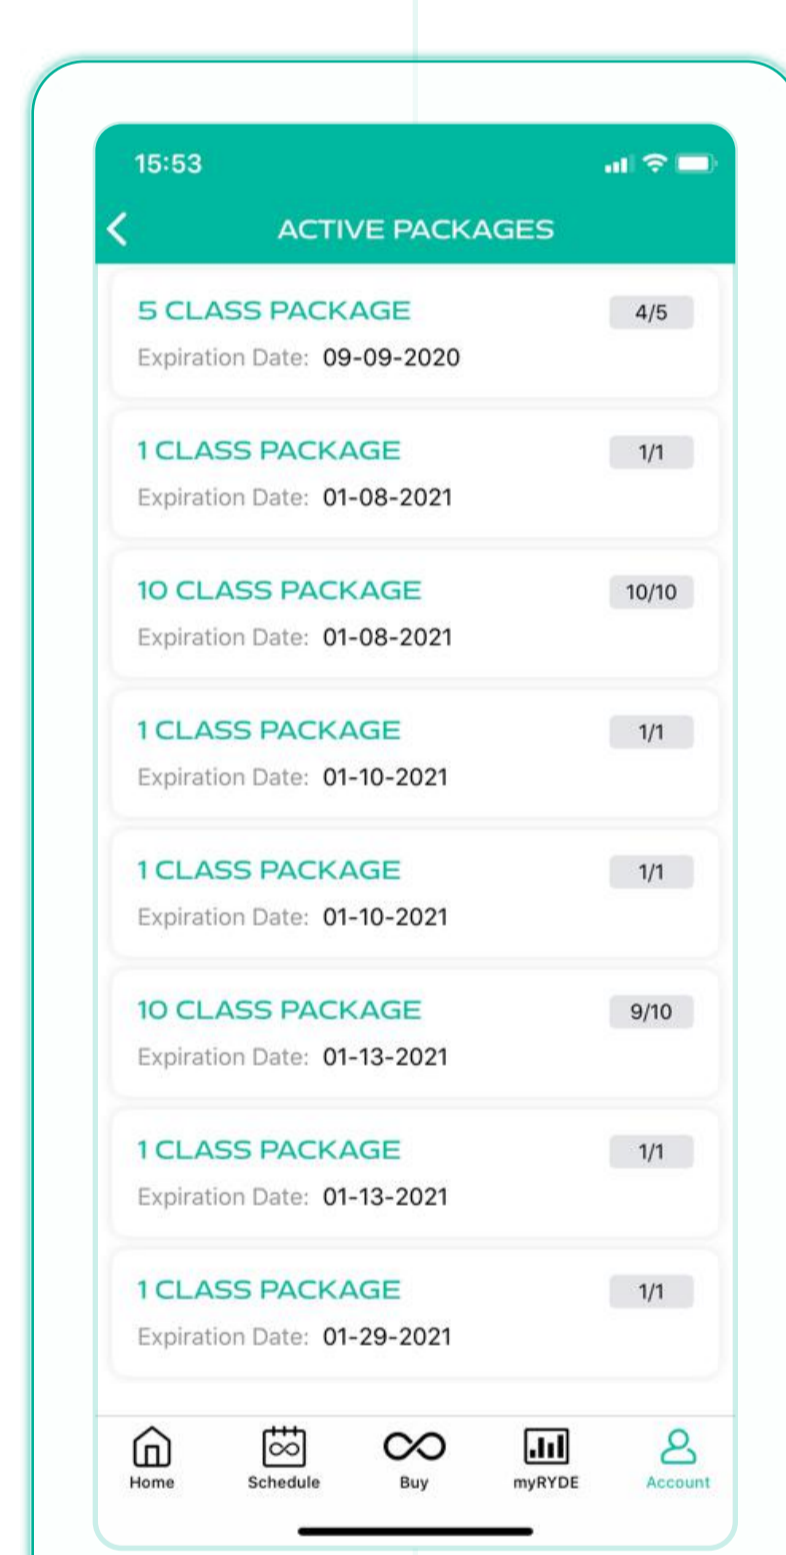 15:53
ACTIVE PACKAGES
5 CLASS PACKAGE 4/5
Expiration Date: 09-09-2020
1 CLASS PACKAGE 1/1
Expiration Date: 01-08-2021
10 CLASS PACKAGE 10/10
Expiration Date: 01-08-2021
1 CLASS PACKAGE 1/1
Expiration Date: 01-10-2021
1 CLASS PACKAGE 1/1
Expiration Date: 01-10-2021
10 CLASS PACKAGE 9/10
Expiration Date: 01-13-2021
1 CLASS PACKAGE 1/1
Expiration Date: 01-13-2021
1 CLASS PACKAGE 1/1
Expiration Date: 01-29-2021
Home Schedule Buy myRYDE Account